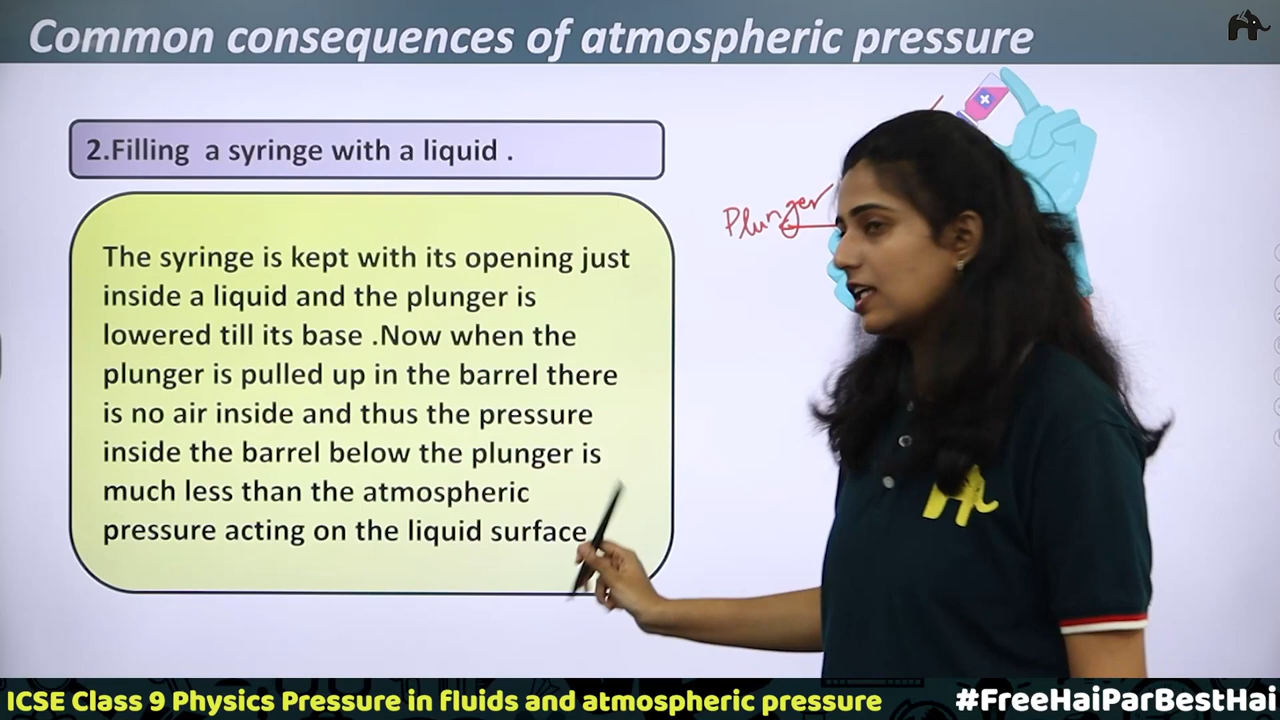 Common consequences of atmospheric pressure
2.Filling a syringe with a liquid .
Plunger
The syringe is kept with its opening just
inside a liquid and the plunger is
lowered till its base .Now when the
plunger is pulled up in the barrel there
is no air inside and thus the pressure
inside the barrel below the plunger is
much less than the atmospheric
pressure acting on the liquid surface
ICSE Class 9 Physics Pressure in fluids and atmospheric pressure
#FreeHaiParBestHai